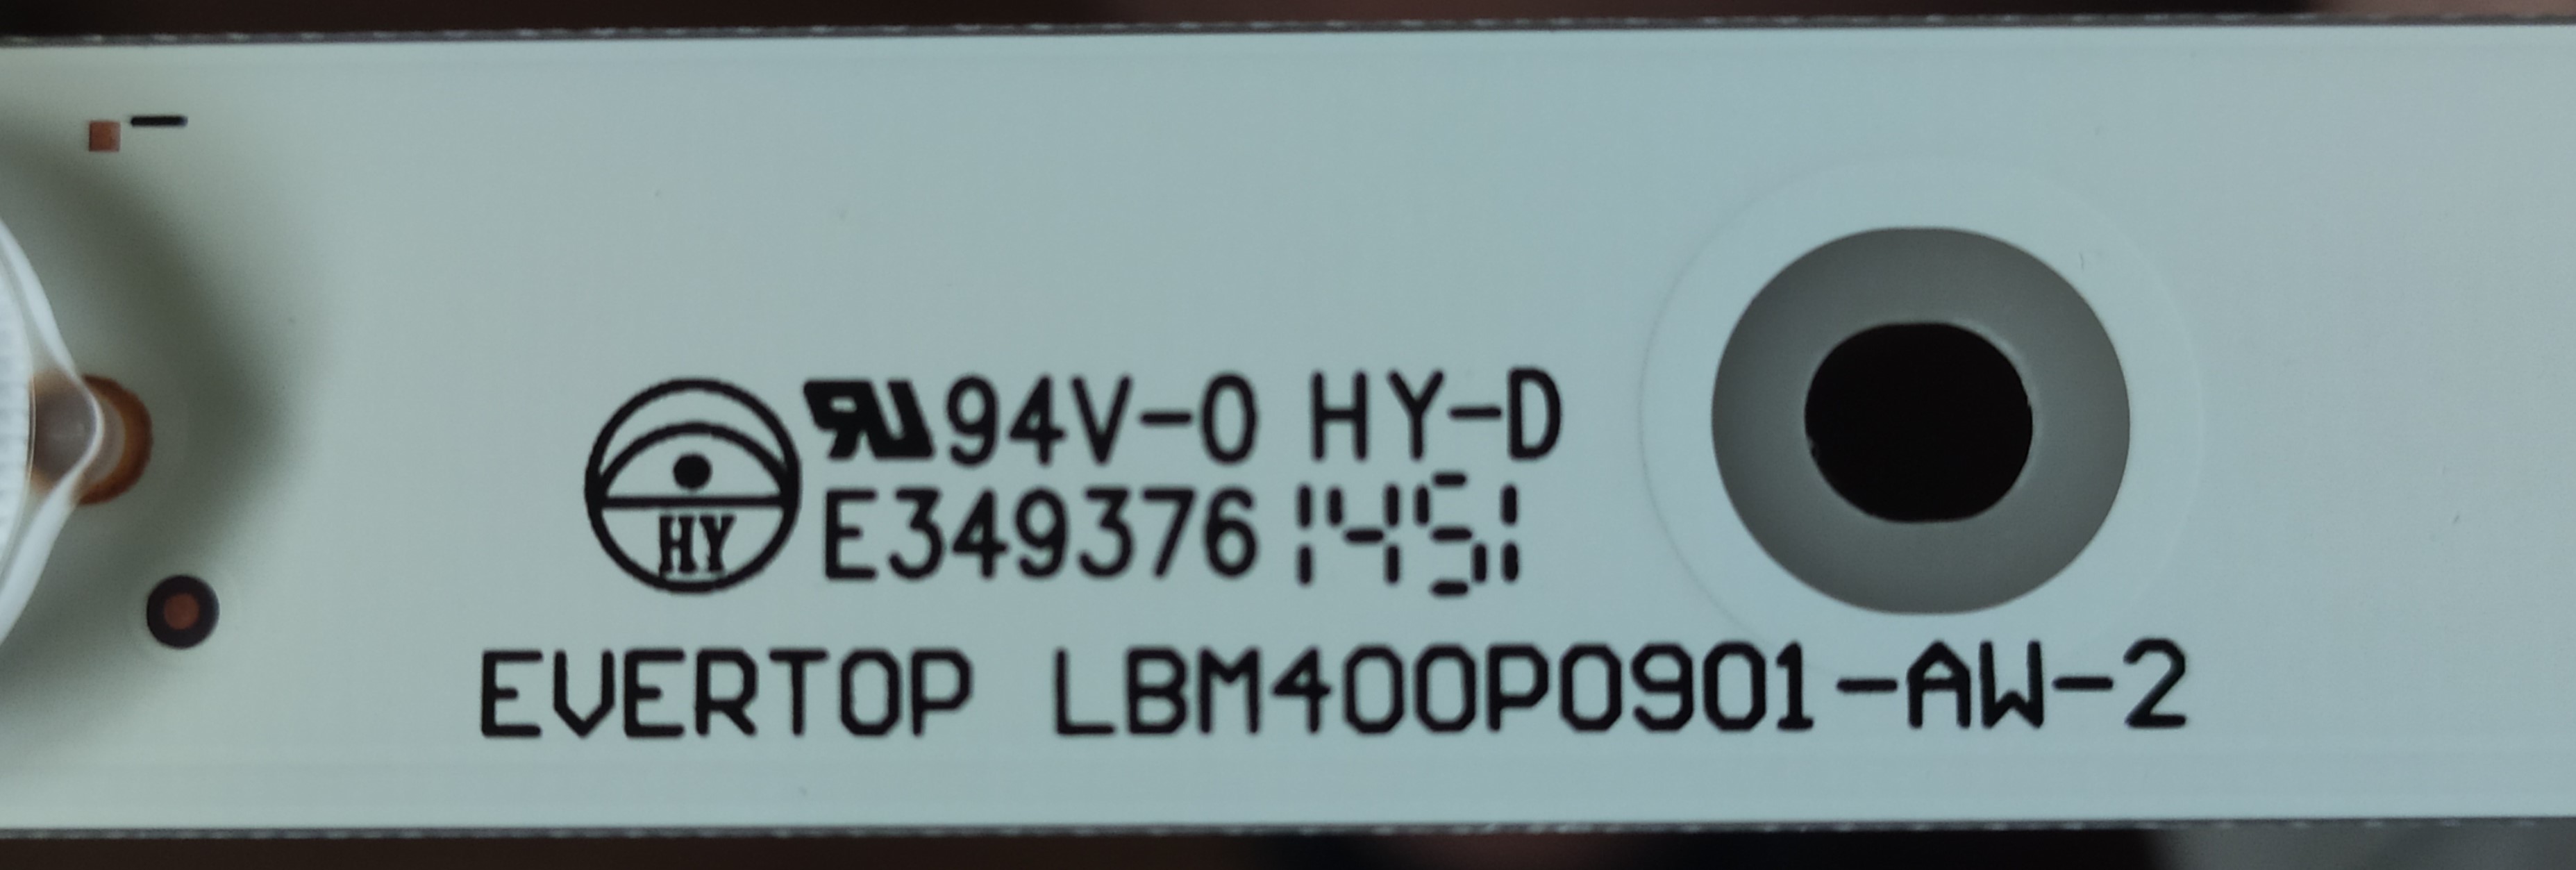 94V-0 HY-D
HY E349376 1451
EVERTOP LBM400P0901-AW-2